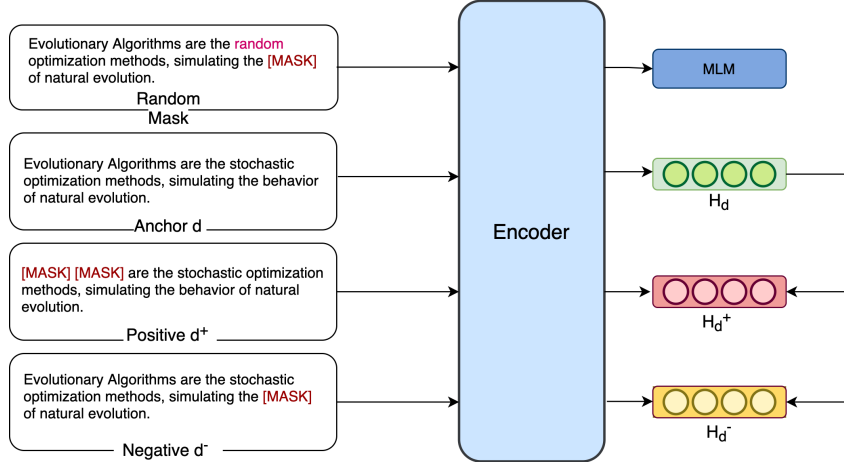 Evolutionary Algorithms are the random
optimization methods, simulating the [MASK]
of natural evolution.
Random
Mask
Evolutionary Algorithms are the stochastic
optimization methods, simulating the behavior
of natural evolution.
Anchor d
[MASK] [MASK] are the stochastic optimization
methods, simulating the behavior of natural
evolution.
Positive d⁺
Evolutionary Algorithms are the stochastic
optimization methods, simulating the [MASK]
of natural evolution.
Negative d⁻
Encoder
MLM
H_d
H_d⁺
H_d⁻